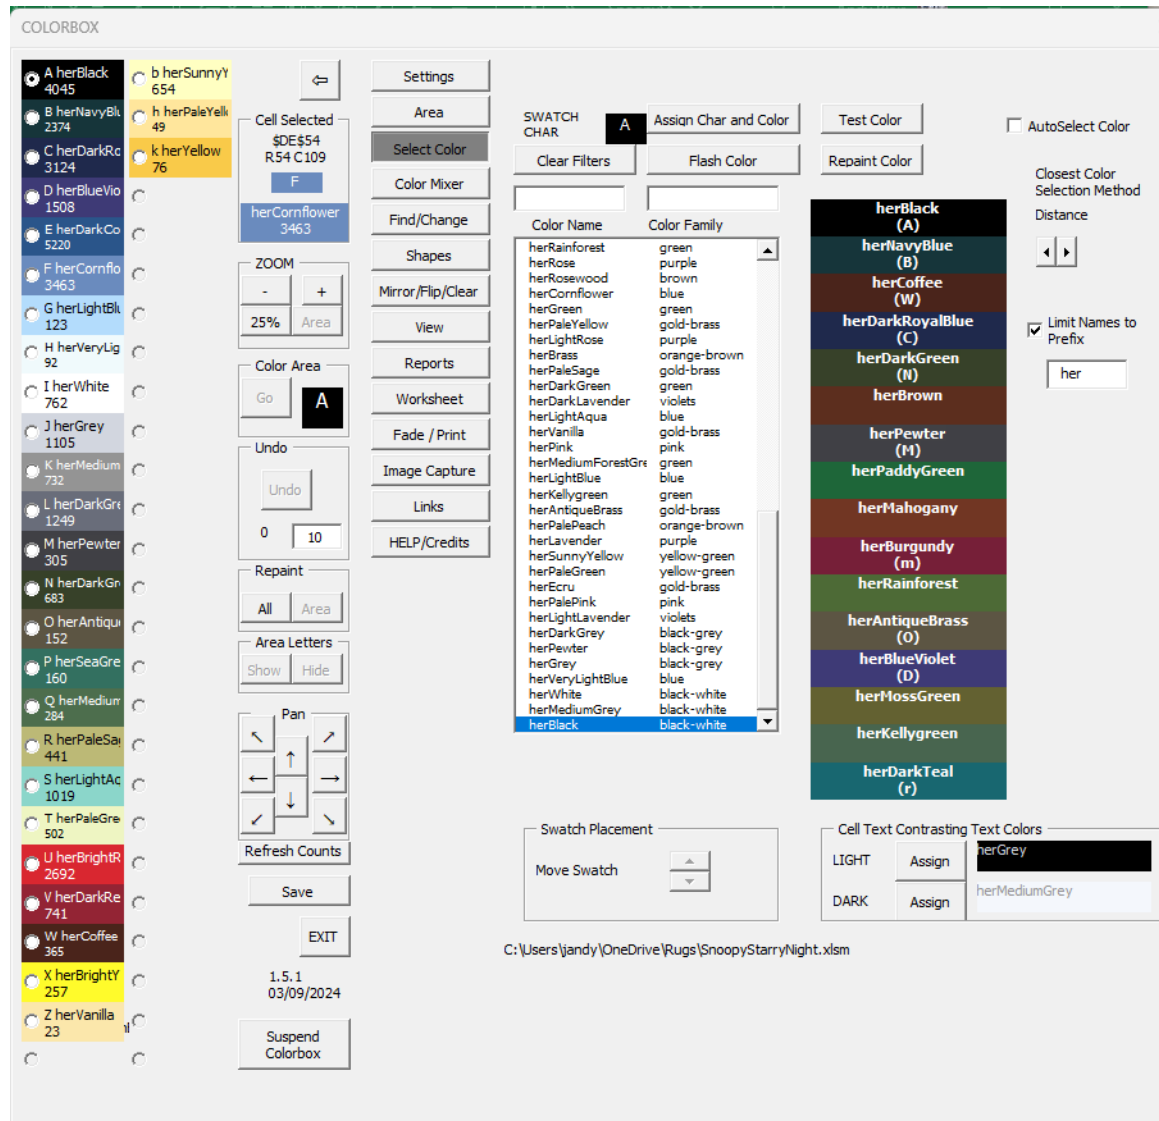 COLORBOX
A herBlack
4045
B herNavyBlu
2374
C herDarkRo
3124
D herBlueVio
1508
E herDarkCo
5220
F herCornflo
3463
G herLightBlu
123
H herVeryLig
92
I herWhite
762
J herGrey
1105
K herMedium
732
L herDarkGre
1249
M herPewter
305
N herDarkGr
683
O herAntiqu
152
P herSeaGre
160
Q herMedium
284
R herPaleSa
441
S herLightAq
1019
T herPaleGre
502
U herBrightR
2692
V herDarkRe
741
W herCoffee
365
X herBrightY
257
Z herVanilla
23
b herSunnyY
654
h herPaleYell
49
k herYellow
76
⇦
Cell Selected
$DE$54
R54 C109
F
herCornflower
3463
ZOOM
- +
25% Area
Color Area
Go A
Undo
Undo
0 10
Repaint
All Area
Area Letters
Show Hide
Pan
↖ ↑ ↗
← →
↙ ↓ ↘
Refresh Counts
Save
EXIT
1.5.1
03/09/2024
Suspend
Colorbox
Settings
Area
Select Color
Color Mixer
Find/Change
Shapes
Mirror/Flip/Clear
View
Reports
Worksheet
Fade / Print
Image Capture
Links
HELP/Credits
SWATCH
CHAR
A
Assign Char and Color
Test Color
Clear Filters
Flash Color
Repaint Color
Color Name Color Family
herRainforest green
herRose purple
herRosewood brown
herCornflower blue
herGreen green
herPaleYellow gold-brass
herLightRose purple
herBrass orange-brown
herPaleSage gold-brass
herDarkGreen green
herDarkLavender violets
herLightAqua blue
herVanilla gold-brass
herPink pink
herMediumForestGre green
herLightBlue blue
herKellygreen green
herAntiqueBrass gold-brass
herPalePeach orange-brown
herLavender purple
herSunnyYellow yellow-green
herPaleGreen yellow-green
herEcru gold-brass
herPalePink pink
herLightLavender violets
herDarkGrey black-grey
herPewter black-grey
herGrey black-grey
herVeryLightBlue blue
herWhite black-white
herMediumGrey black-white
herBlack black-white
herBlack
(A)
herNavyBlue
(B)
herCoffee
(W)
herDarkRoyalBlue
(C)
herDarkGreen
(N)
herBrown
herPewter
(M)
herPaddyGreen
herMahogany
herBurgundy
(m)
herRainforest
herAntiqueBrass
(O)
herBlueViolet
(D)
herMossGreen
herKellygreen
herDarkTeal
(r)
AutoSelect Color
Closest Color
Selection Method
Distance
Limit Names to
Prefix
her
Swatch Placement
Move Swatch
Cell Text Contrasting Text Colors
LIGHT Assign herGrey
DARK Assign herMediumGrey
C:\Users\jandy\OneDrive\Rugs\SnoopyStarryNight.xlsm